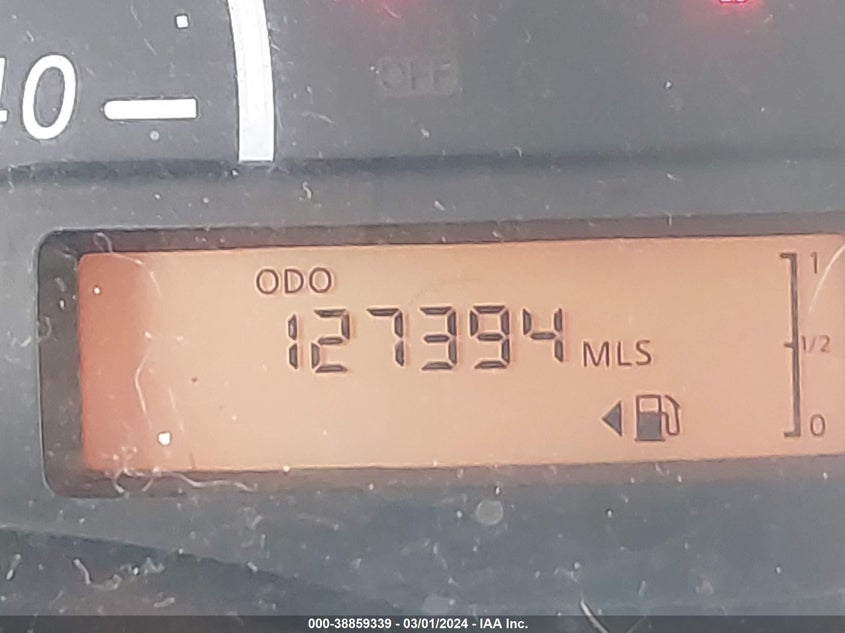 40
OFF
ODO
127394 MLS
1
1/2
0
000-38859339 - 03/01/2024 - IAA Inc.